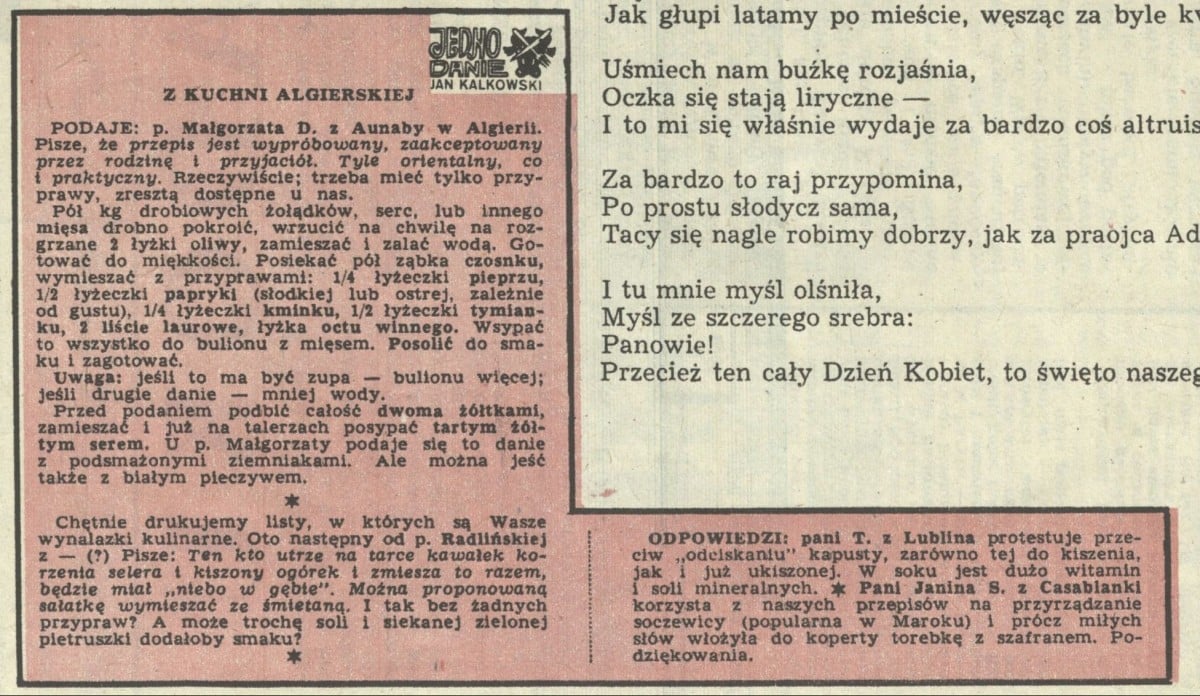 JEDNO
DANIE
JAN KALKOWSKI
Z KUCHNI ALGIERSKIEJ
PODAJE: p. Małgorzata D. z Aunaby w Algierii.
Pisze, że przepis jest wypróbowany, zaakceptowany
przez rodzinę i przyjaciół. Tyle orientalny, co
i praktyczny. Rzeczywiście; trzeba mieć tylko przy-
prawy, zresztą dostępne u nas.
Pół kg drobiowych żołądków, serc, lub innego
mięsa drobno pokroić, wrzucić na chwilę na roz-
grzane 2 łyżki oliwy, zamieszać i zalać wodą. Go-
tować do miękkości. Posiekać pół ząbka czosnku,
wymieszać z przyprawami: 1/4 łyżeczki pieprzu,
1/2 łyżeczki papryki (słodkiej lub ostrej, zależnie
od gustu), 1/4 łyżeczki kminku, 1/2 łyżeczki tymian-
ku, 2 liście laurowe, łyżka octu winnego. Wsypać
to wszystko do bulionu z mięsem. Posolić do sma-
ku i zagotować.
Uwaga: jeśli to ma być zupa — bulionu więcej;
jeśli drugie danie — mniej wody.
Przed podaniem podbić całość dwoma żółtkami,
zamieszać i już na talerzach posypać tartym żół-
tym serem. U p. Małgorzaty podaje się to danie
z podsmażonymi ziemniakami. Ale można jeść
także z białym pieczywem.
Chętnie drukujemy listy, w których są Wasze
wynalazki kulinarne. Oto następny od p. Radlińskiej
z — (?) Pisze: Ten kto utrze na tarce kawałek ko-
rzenia selera i kiszony ogórek i zmiesza to razem,
będzie miał „niebo w gębie". Można proponowaną
sałatkę wymieszać ze śmietaną. I tak bez żadnych
przypraw? A może trochę soli i siekanej zielonej
pietruszki dodałoby smaku?
ODPOWIEDZI: pani T. z Lublina protestuje prze-
ciw „odciskaniu" kapusty, zarówno tej do kiszenia,
jak i już ukiszonej. W soku jest dużo witamin
i soli mineralnych. ✶ Pani Janina S. z Casablanki
korzysta z naszych przepisów na przyrządzanie
soczewicy (popularna w Maroku) i prócz miłych
słów włożyła do koperty torebkę z szafranem. Po-
dziękowania.
Jak głupi latamy po mieście, węsząc za byle
Uśmiech nam buźkę rozjaśnia,
Oczka się stają liryczne —
I to mi się właśnie wydaje za bardzo coś altruis
Za bardzo to raj przypomina,
Po prostu słodycz sama,
Tacy się nagle robimy dobrzy, jak za praojca Ad
I tu mnie myśl olśniła,
Myśl ze szczerego srebra:
Panowie!
Przecież ten cały Dzień Kobiet, to święto naszeg